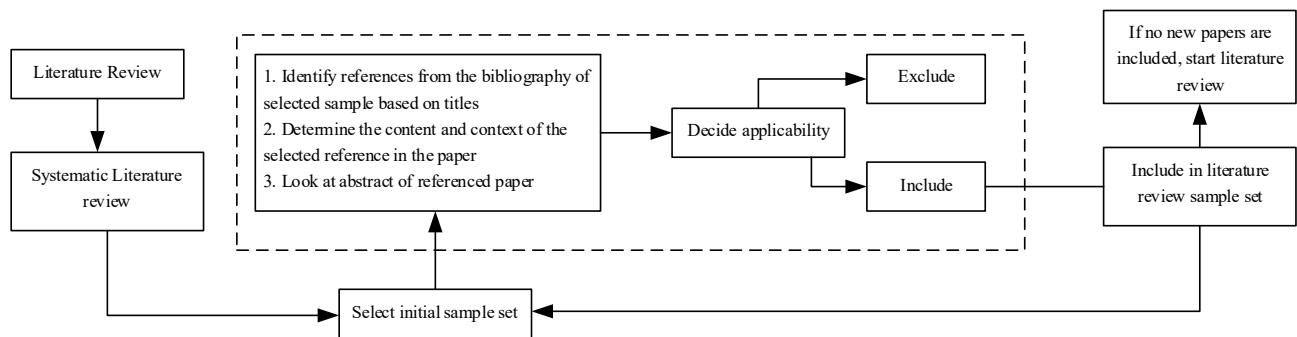 Literature Review
Systematic Literature
review
1. Identify references from the bibliography of
selected sample based on titles
2. Determine the content and context of the
selected reference in the paper
3. Look at abstract of referenced paper
Decide applicability
Exclude
Include
If no new papers are
included, start literature
review
Include in literature
review sample set
Select initial sample set